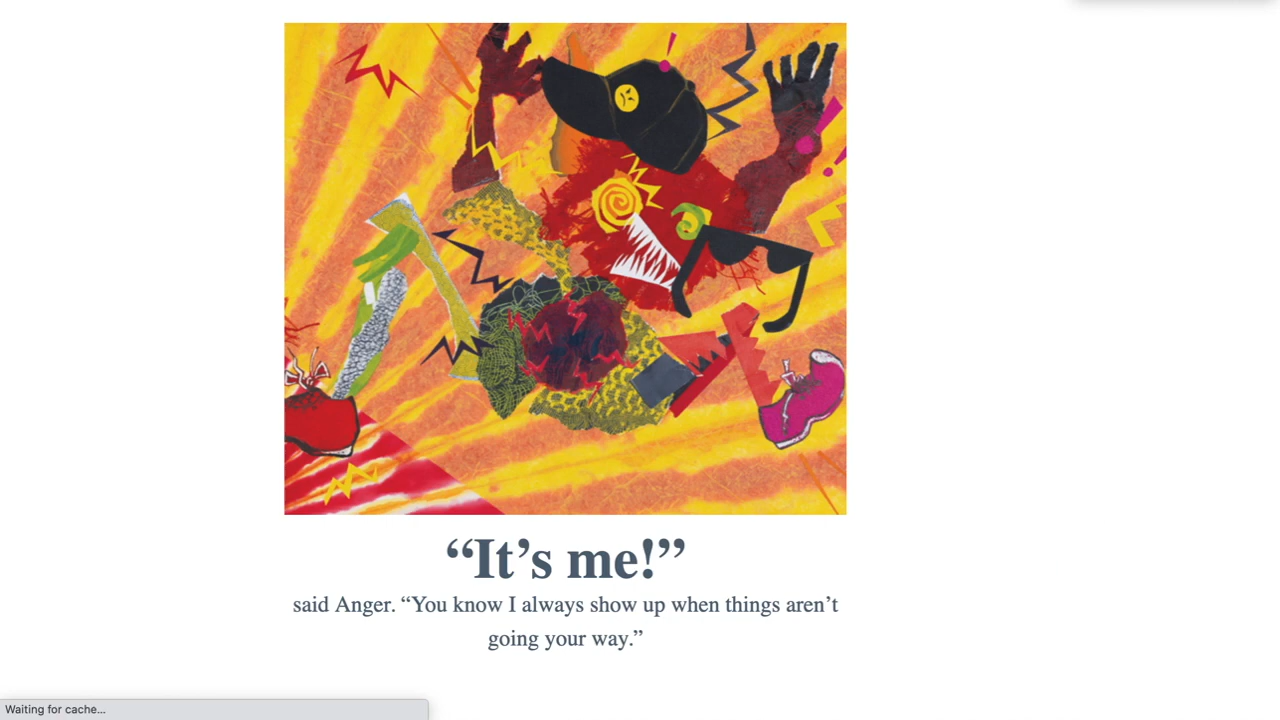 “It’s me!”
said Anger. “You know I always show up when things aren’t
going your way.”
Waiting for cache...